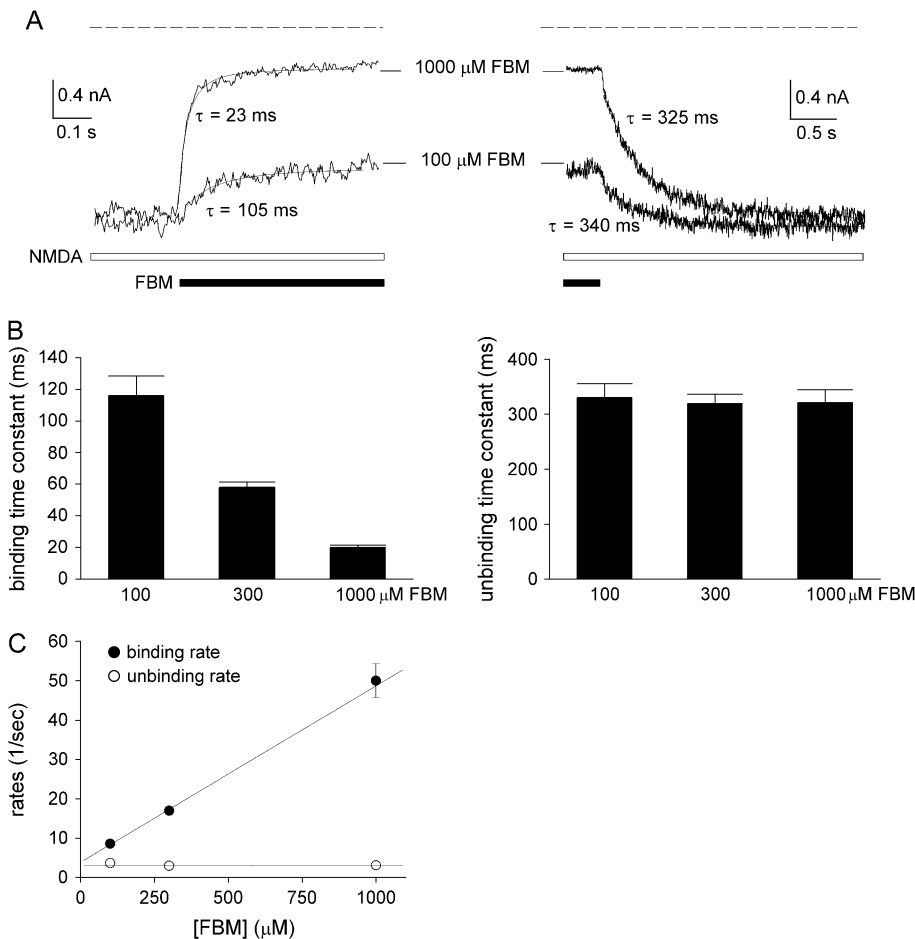 A
1000 μM FBM
0.4 nA
0.1 s
τ = 23 ms
τ = 325 ms
0.4 nA
0.5 s
100 μM FBM
τ = 105 ms
τ = 340 ms
NMDA
FBM
B
binding time constant (ms)
140
120
100
80
60
40
20
0
100
300
1000 μM FBM
unbinding time constant (ms)
400
300
200
100
0
100
300
1000 μM FBM
C
rates (1/sec)
60
50
40
30
20
10
0
binding rate
unbinding rate
0
250
500
750
1000
[FBM] (μM)